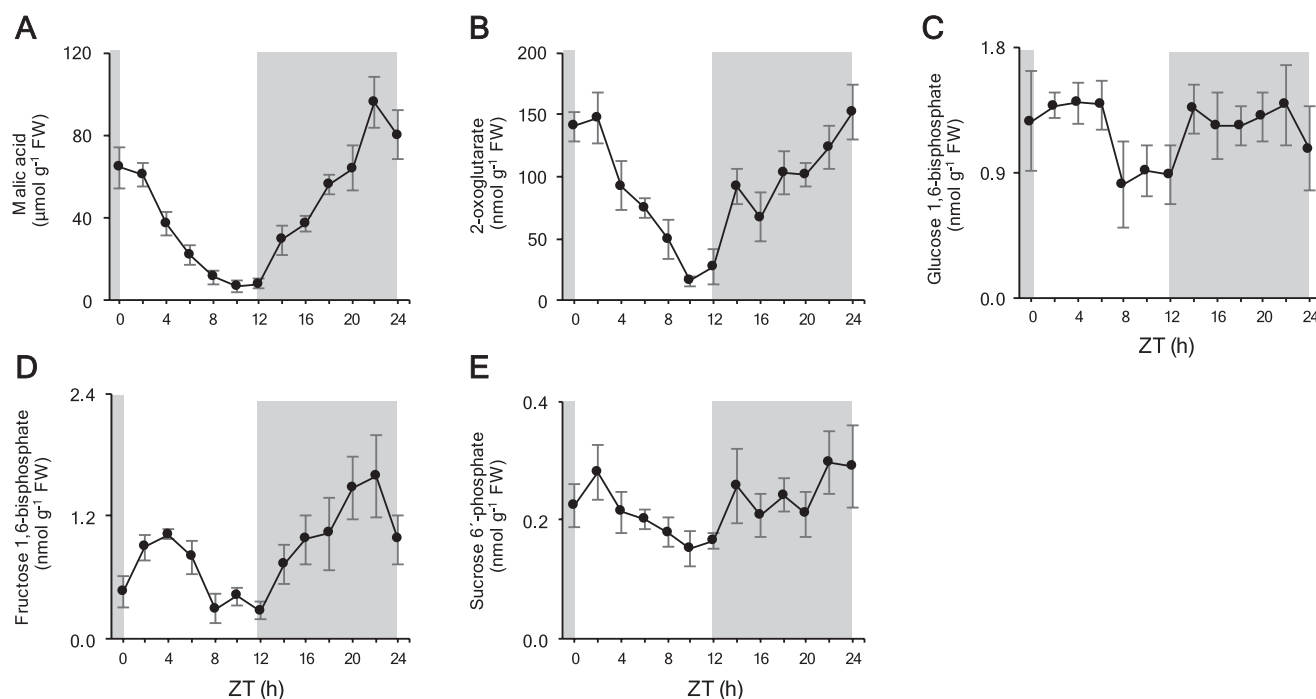 A
Malic acid
(µmol g⁻¹ FW)
120
80
40
0
0 4 8 12 16 20 24
B
2-oxoglutarate
(nmol g⁻¹ FW)
200
150
100
50
0
0 4 8 12 16 20 24
C
Glucose 1,6-bisphosphate
(nmol g⁻¹ FW)
1.8
0.9
0.0
0 4 8 12 16 20 24
ZT (h)
D
Fructose 1,6-bisphosphate
(nmol g⁻¹ FW)
2.4
1.2
0.0
0 4 8 12 16 20 24
ZT (h)
E
Sucrose 6´-phosphate
(nmol g⁻¹ FW)
0.4
0.2
0.0
0 4 8 12 16 20 24
ZT (h)